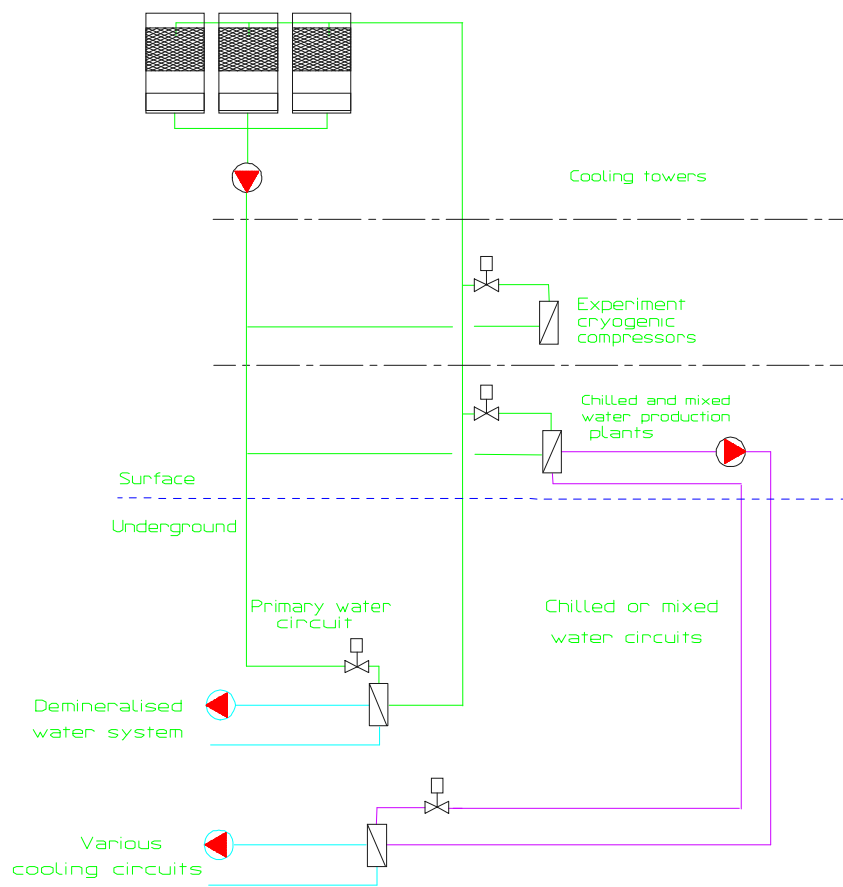 Cooling towers
Experiment
cryogenic
compressors
Chilled and mixed
water production
plants
Surface
Underground
Primary water
circuit
Chilled or mixed
water circuits
Demineralised
water system
Various
cooling circuits